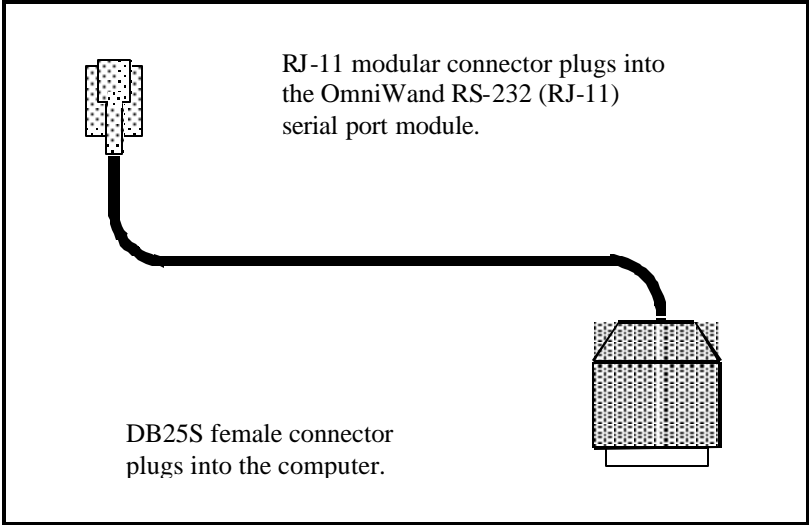 RJ-11 modular connector plugs into
the OmniWand RS-232 (RJ-11)
serial port module.
DB25S female connector
plugs into the computer.